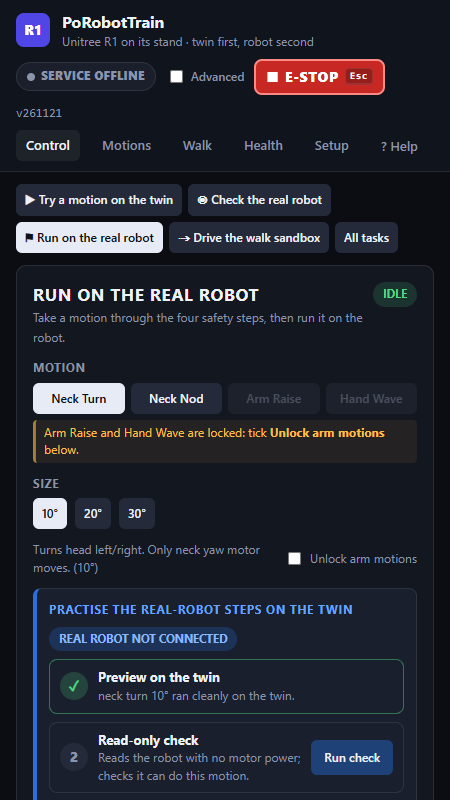 R1
PoRobotTrain
Unitree R1 on its stand · twin first, robot second
SERVICE OFFLINE
Advanced
E-STOP Esc
v261121
Control
Motions
Walk
Health
Setup
? Help
▶ Try a motion on the twin
Check the real robot
⚑ Run on the real robot
→ Drive the walk sandbox
All tasks
RUN ON THE REAL ROBOT
IDLE
Take a motion through the four safety steps, then run it on the
robot.
MOTION
Neck Turn
Neck Nod
Arm Raise
Hand Wave
Arm Raise and Hand Wave are locked: tick Unlock arm motions
below.
SIZE
10°
20°
30°
Turns head left/right. Only neck yaw motor
moves. (10°)
Unlock arm motions
PRACTISE THE REAL-ROBOT STEPS ON THE TWIN
REAL ROBOT NOT CONNECTED
✓
Preview on the twin
neck turn 10° ran cleanly on the twin.
2
Read-only check
Reads the robot with no motor power;
checks it can do this motion.
Run check